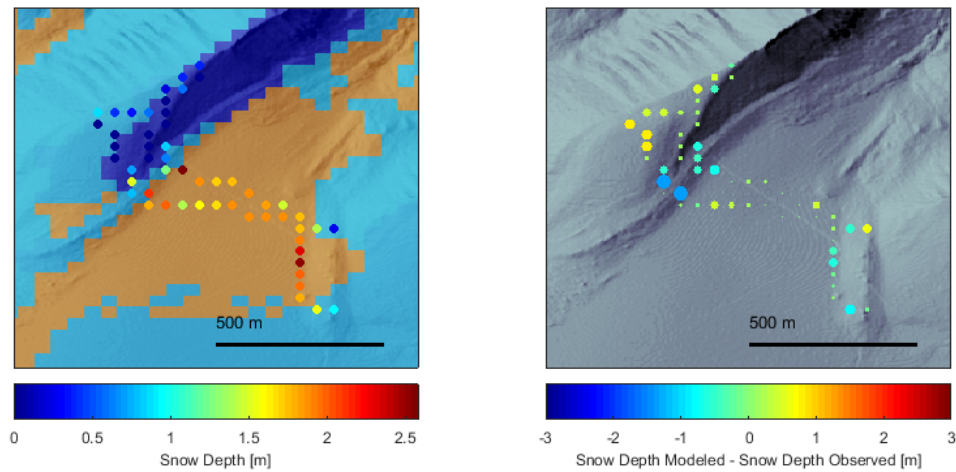 500 m
500 m
0 0.5 1 1.5 2 2.5
Snow Depth [m]
-3 -2 -1 0 1 2 3
Snow Depth Modeled - Snow Depth Observed [m]